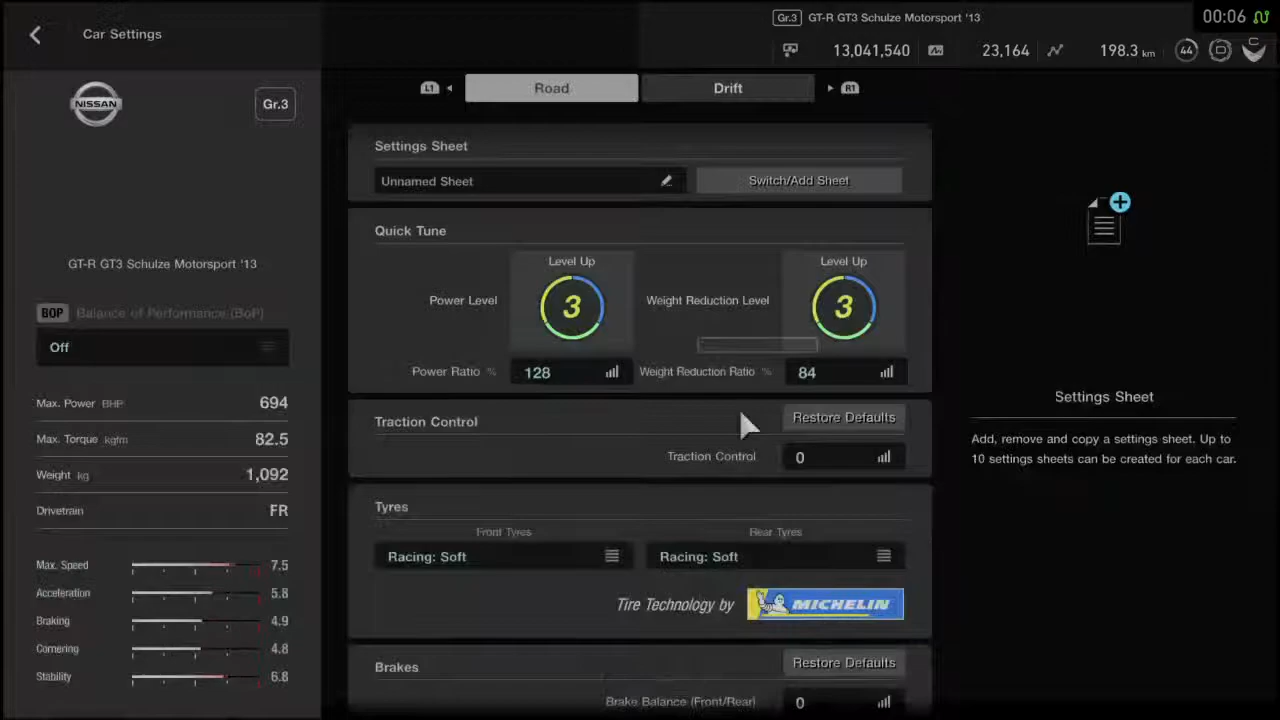 Car Settings
Gr.3 GT-R GT3 Schulze Motorsport '13
00:06
13,041,540 23,164 198.3 km 44 C
L1 Road Drift R1
NISSAN
Gr.3
GT-R GT3 Schulze Motorsport '13
BOP Balance of Performance (BoP)
Off
Max. Power BHP 694
Max. Torque kgfm 82.5
Weight kg 1,092
Drivetrain FR
Max. Speed 7.5
Acceleration 5.8
Braking 4.9
Cornering 4.8
Stability 6.8
Settings Sheet
Unnamed Sheet Switch/Add Sheet
Quick Tune
Level Up Level Up
Power Level 3 Weight Reduction Level 3
Power Ratio % 128 Weight Reduction Ratio % 84
Traction Control Restore Defaults
Traction Control 0
Tyres
Front Tyres Rear Tyres
Racing: Soft Racing: Soft
Tire Technology by MICHELIN
Brakes Restore Defaults
Brake Balance (Front/Rear) 0
Settings Sheet
Add, remove and copy a settings sheet. Up to
10 settings sheets can be created for each car.